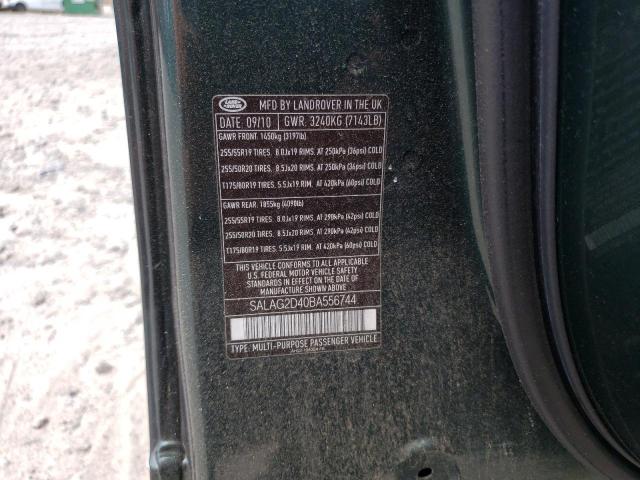 LAND ROVER
MFD BY LANDROVER IN THE UK
DATE: 09/10 GWR: 3240KG (7143LB)
GAWR FRONT: 1450kg (3197lb)
255/55R19 TIRES. 8.0Jx19 RIMS. AT 250kPa (36psi) COLD
255/50R20 TIRES. 8.5Jx20 RIMS. AT 250kPa (36psi) COLD
T175/80R19 TIRES. 5.5Jx19 RIM. AT 420kPa (60psi) COLD
GAWR REAR: 1855kg (4090lb)
255/55R19 TIRES. 8.0Jx19 RIMS. AT 290kPa (42psi) COLD
255/50R20 TIRES. 8.5Jx20 RIMS. AT 290kPa (42psi) COLD
T175/80R19 TIRES. 5.5Jx19 RIM. AT 420kPa (60psi) COLD
THIS VEHICLE CONFORMS TO ALL APPLICABLE
U.S. FEDERAL MOTOR VEHICLE SAFETY
STANDARDS IN EFFECT ON THE DATE OF
MANUFACTURE SHOWN ABOVE
SALAG2D40BA556744
TYPE: MULTI-PURPOSE PASSENGER VEHICLE